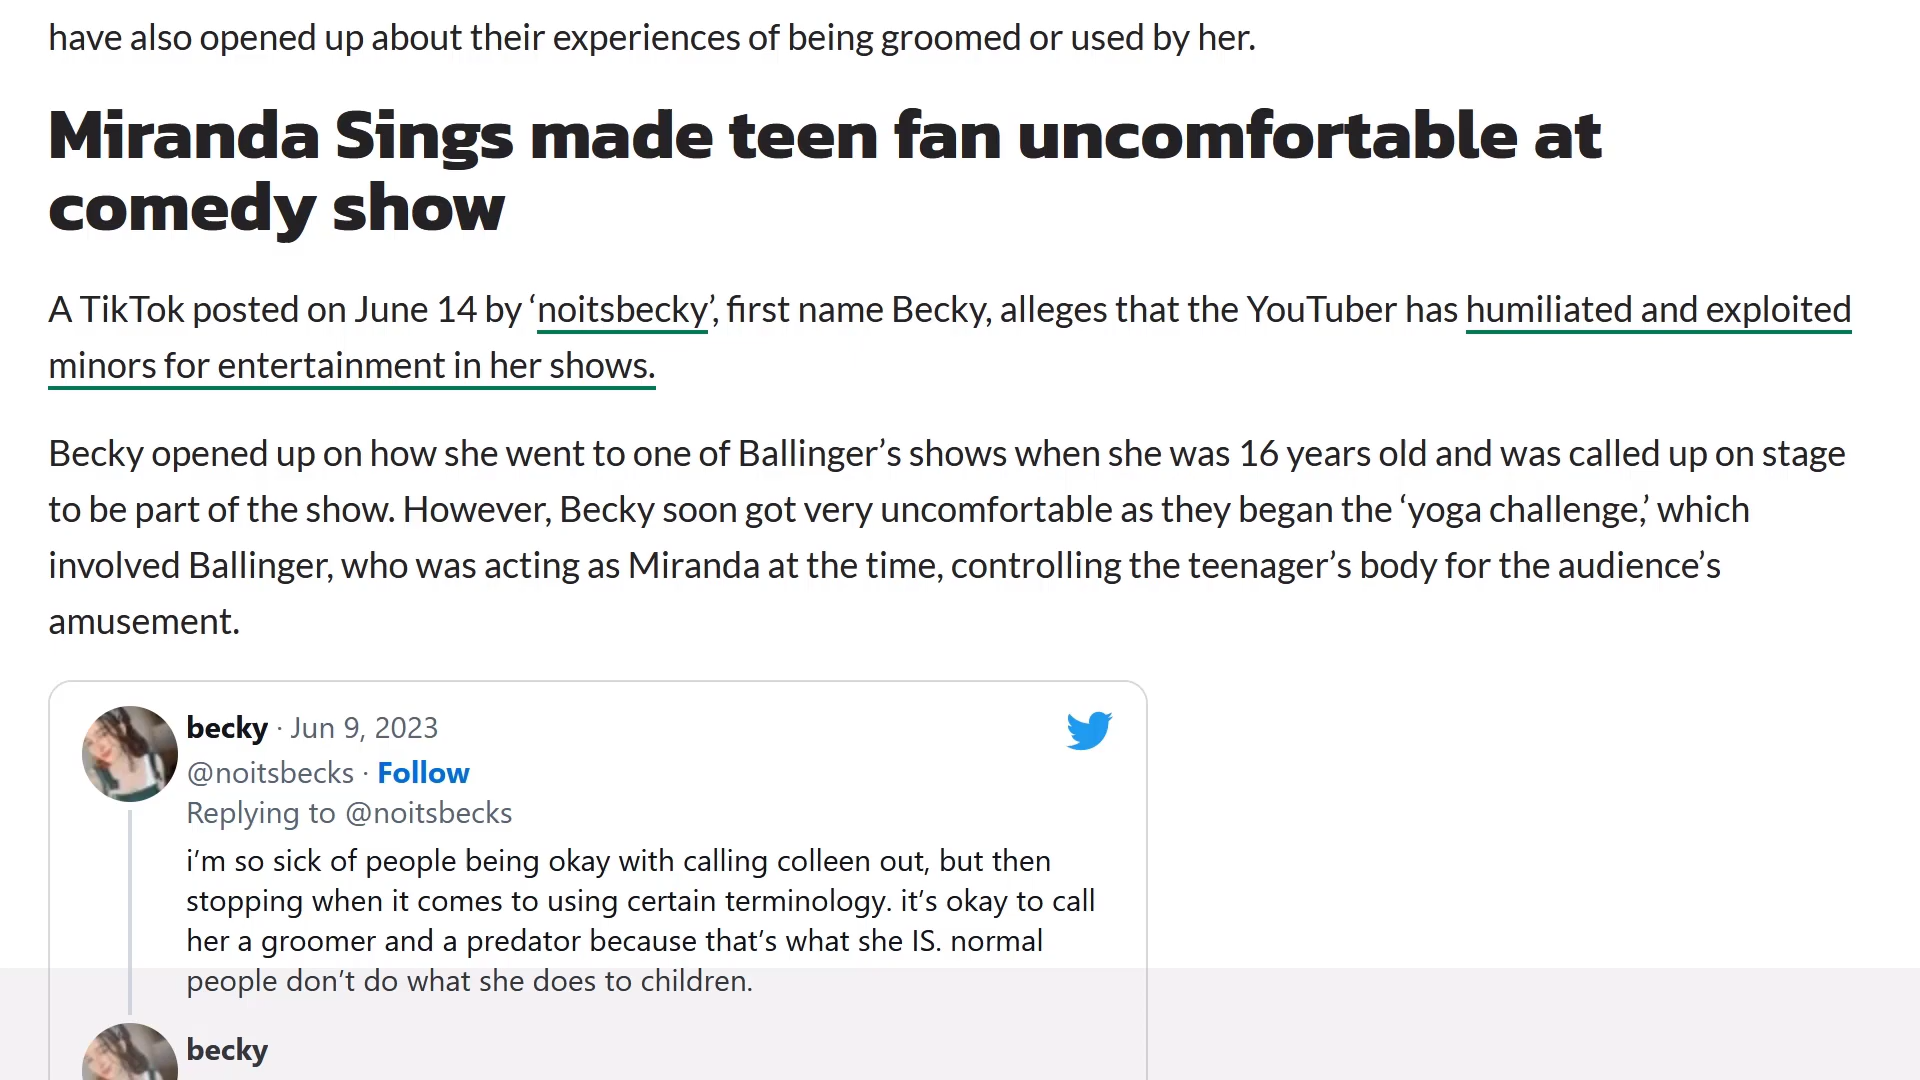 have also opened up about their experiences of being groomed or used by her.
Miranda Sings made teen fan uncomfortable at
comedy show
A TikTok posted on June 14 by ‘noitsbecky’, first name Becky, alleges that the YouTuber has humiliated and exploited
minors for entertainment in her shows.
Becky opened up on how she went to one of Ballinger’s shows when she was 16 years old and was called up on stage
to be part of the show. However, Becky soon got very uncomfortable as they began the ‘yoga challenge,’ which
involved Ballinger, who was acting as Miranda at the time, controlling the teenager’s body for the audience’s
amusement.
becky · Jun 9, 2023
@noitsbecks · Follow
Replying to @noitsbecks
i’m so sick of people being okay with calling colleen out, but then
stopping when it comes to using certain terminology. it’s okay to call
her a groomer and a predator because that’s what she IS. normal
people don’t do what she does to children.
becky